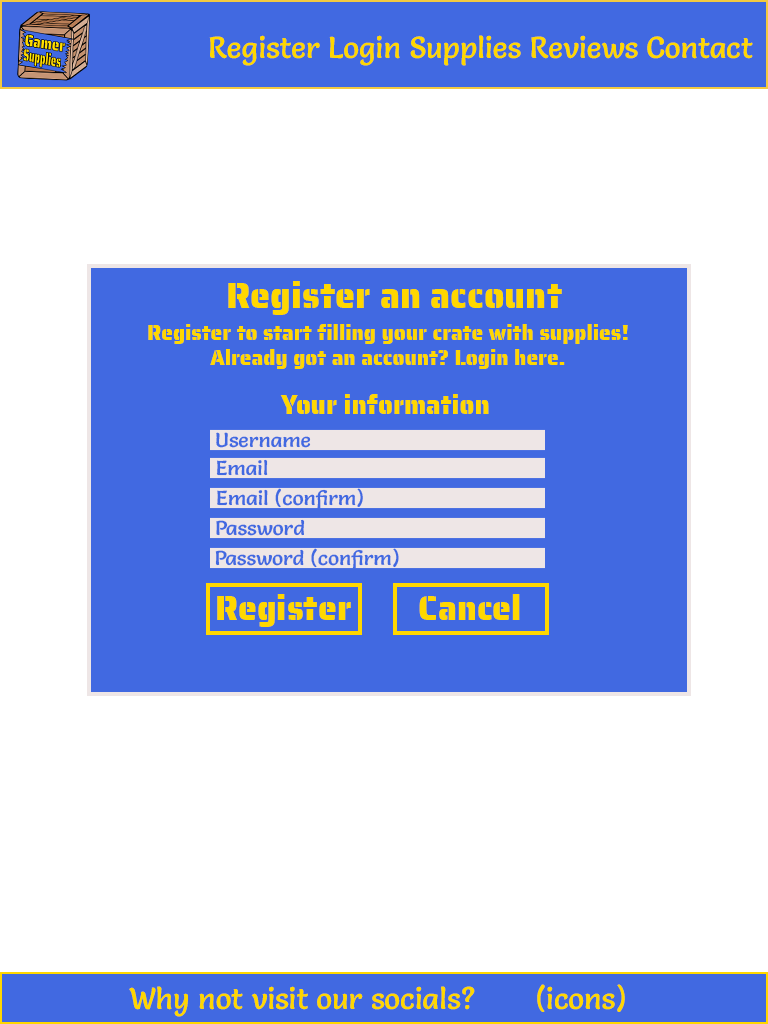 Gamer
Supplies
Register Login Supplies Reviews Contact
Register an account
Register to start filling your crate with supplies!
Already got an account? Login here.
Your information
Username
Email
Email (confirm)
Password
Password (confirm)
Register Cancel
Why not visit our socials? (icons)